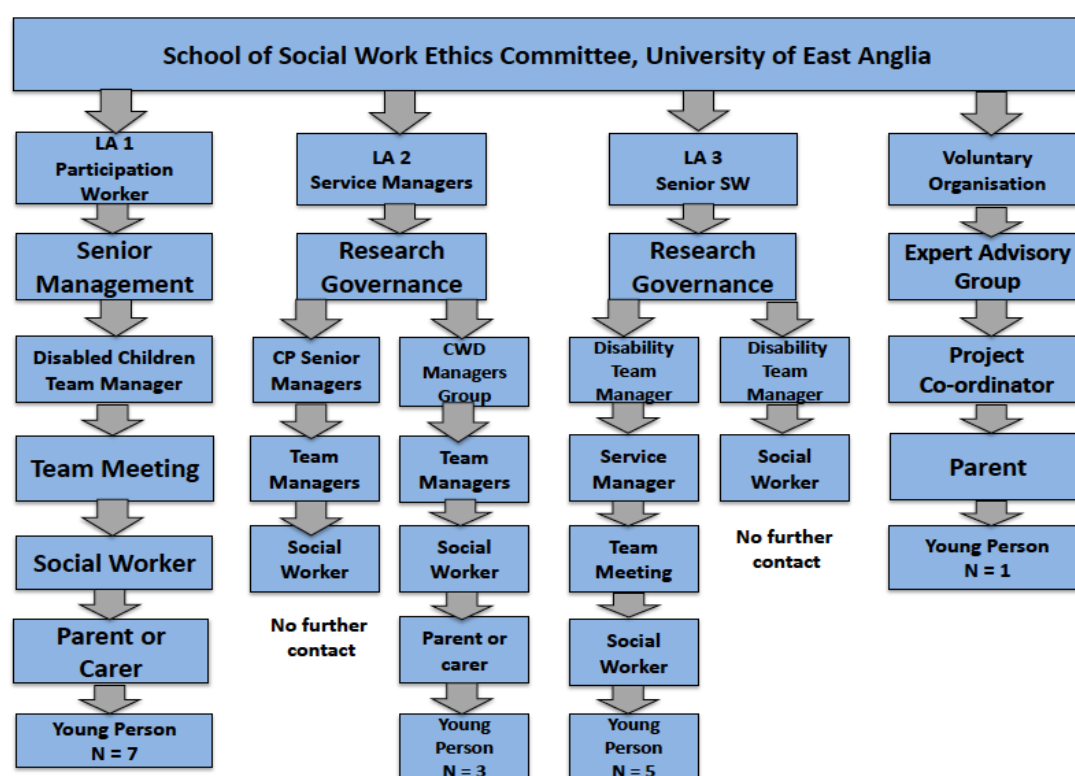 School of Social Work Ethics Committee, University of East Anglia
LA 1
Participation
Worker
LA 2
Service Managers
LA 3
Senior SW
Voluntary
Organisation
Senior
Management
Research
Governance
Research
Governance
Expert Advisory
Group
Disabled Children
Team Manager
CP Senior
Managers
CWD
Managers
Group
Disability
Team
Manager
Disability
Team
Manager
Project
Co-ordinator
Team Meeting
Team
Managers
Team
Managers
Service
Manager
Social
Worker
Parent
Social Worker
Social
Worker
Social
Worker
Team
Meeting
No further
contact
Young Person
N = 1
Parent or
Carer
No further
contact
Parent or
carer
Social
Worker
Young Person
N = 7
Young
Person
N = 3
Young
Person
N = 5